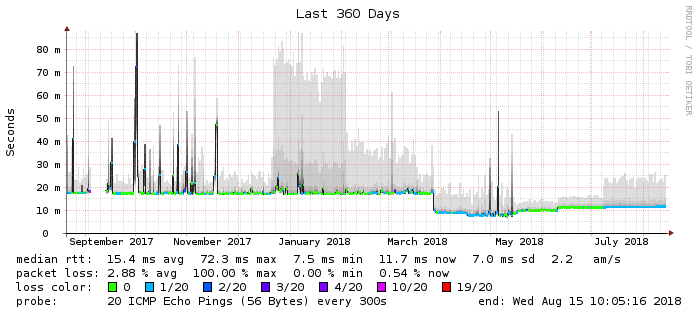 Last 360 Days
RRDTOOL / TOBI OETIKER
Seconds
80 m
70 m
60 m
50 m
40 m
30 m
20 m
10 m
0
September 2017 November 2017 January 2018 March 2018 May 2018 July 2018
median rtt: 15.4 ms avg 72.3 ms max 7.5 ms min 11.7 ms now 7.0 ms sd 2.2 am/s
packet loss: 2.88 % avg 100.00 % max 0.00 % min 0.54 % now
loss color: 0 1/20 2/20 3/20 4/20 10/20 19/20
probe: 20 ICMP Echo Pings (56 Bytes) every 300s end: Wed Aug 15 10:05:16 2018